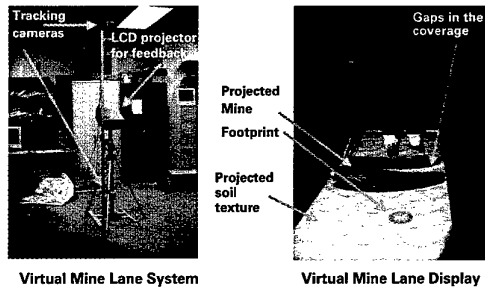 Tracking
cameras
LCD projector
for feedback
Gaps in the
coverage
Projected
Mine
Footprint
Projected
soil
texture
Virtual Mine Lane System
Virtual Mine Lane Display